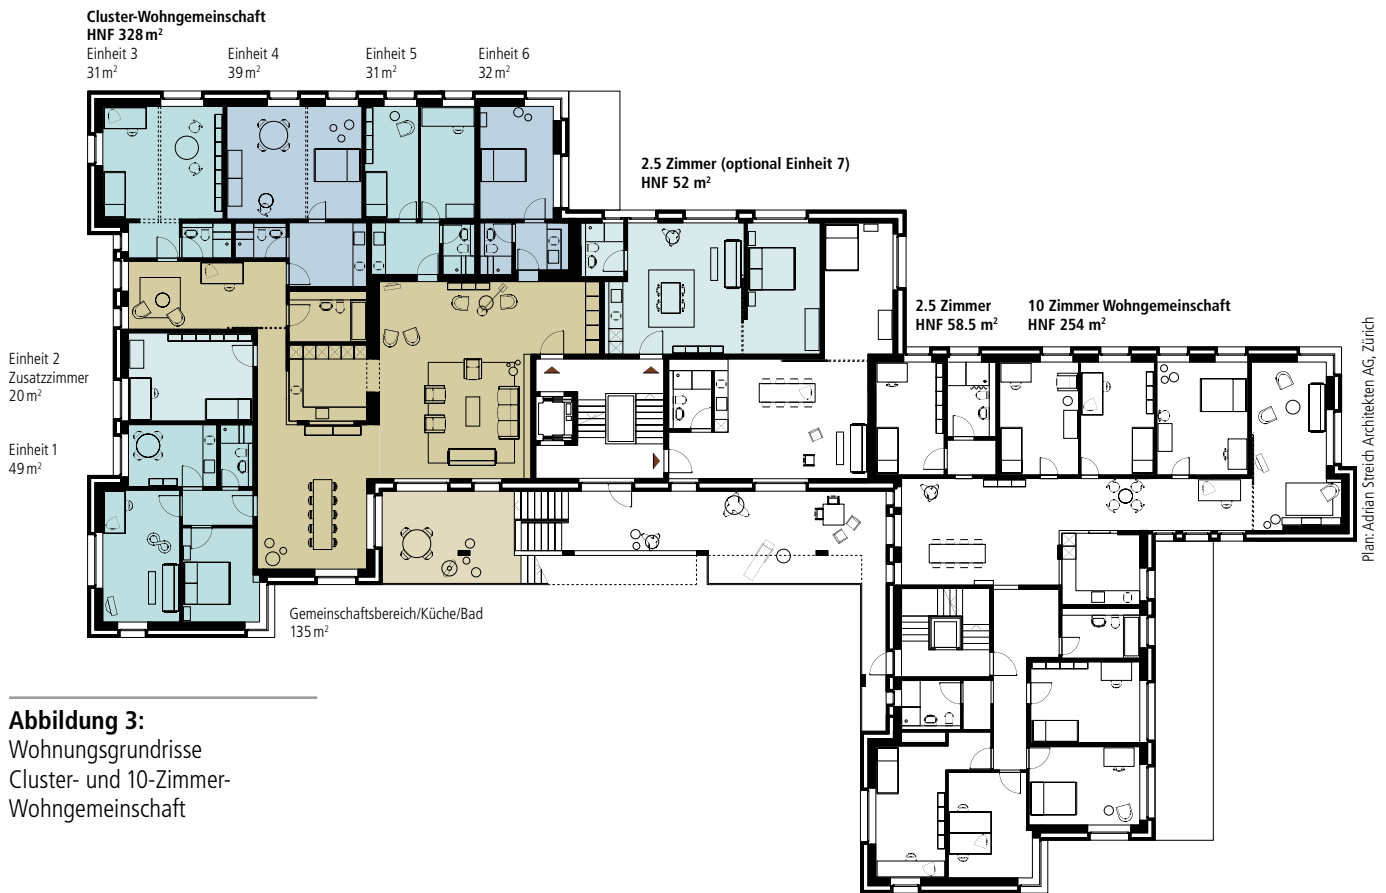 Cluster-Wohngemeinschaft
HNF 328 m²
Einheit 3
31 m²
Einheit 4
39 m²
Einheit 5
31 m²
Einheit 6
32 m²
2.5 Zimmer (optional Einheit 7)
HNF 52 m²
2.5 Zimmer
HNF 58.5 m²
10 Zimmer Wohngemeinschaft
HNF 254 m²
Einheit 2
Zusatzzimmer
20 m²
Einheit 1
49 m²
Gemeinschaftsbereich/Küche/Bad
135 m²
Plan: Adrian Streich Architekten AG, Zürich
Abbildung 3:
Wohnungsgrundrisse
Cluster- und 10-Zimmer-
Wohngemeinschaft